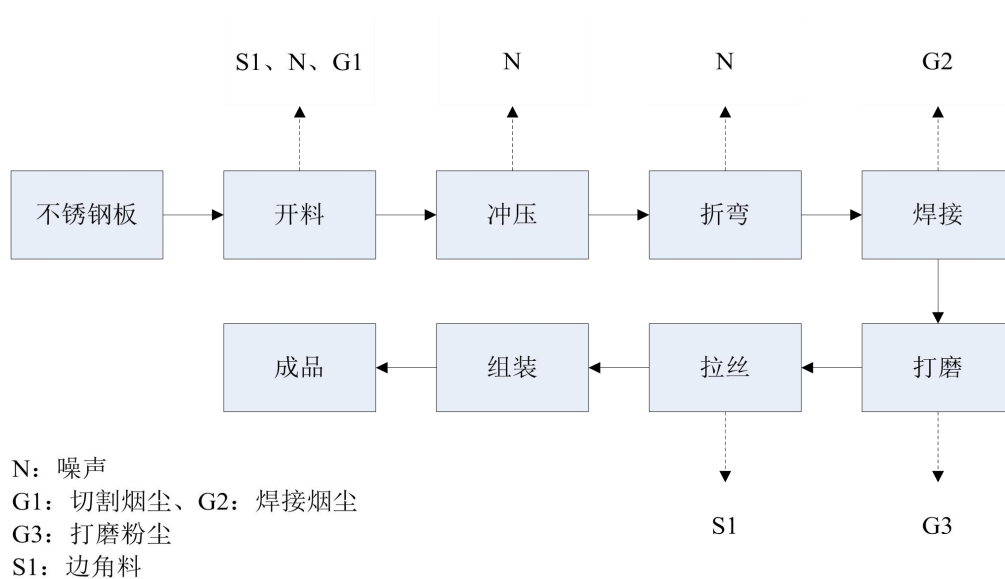 S1、N、G1
N
N
G2
不锈钢板
开料
冲压
折弯
焊接
成品
组装
拉丝
打磨
N：噪声
G1：切割烟尘、G2：焊接烟尘
G3：打磨粉尘
S1：边角料
S1
G3